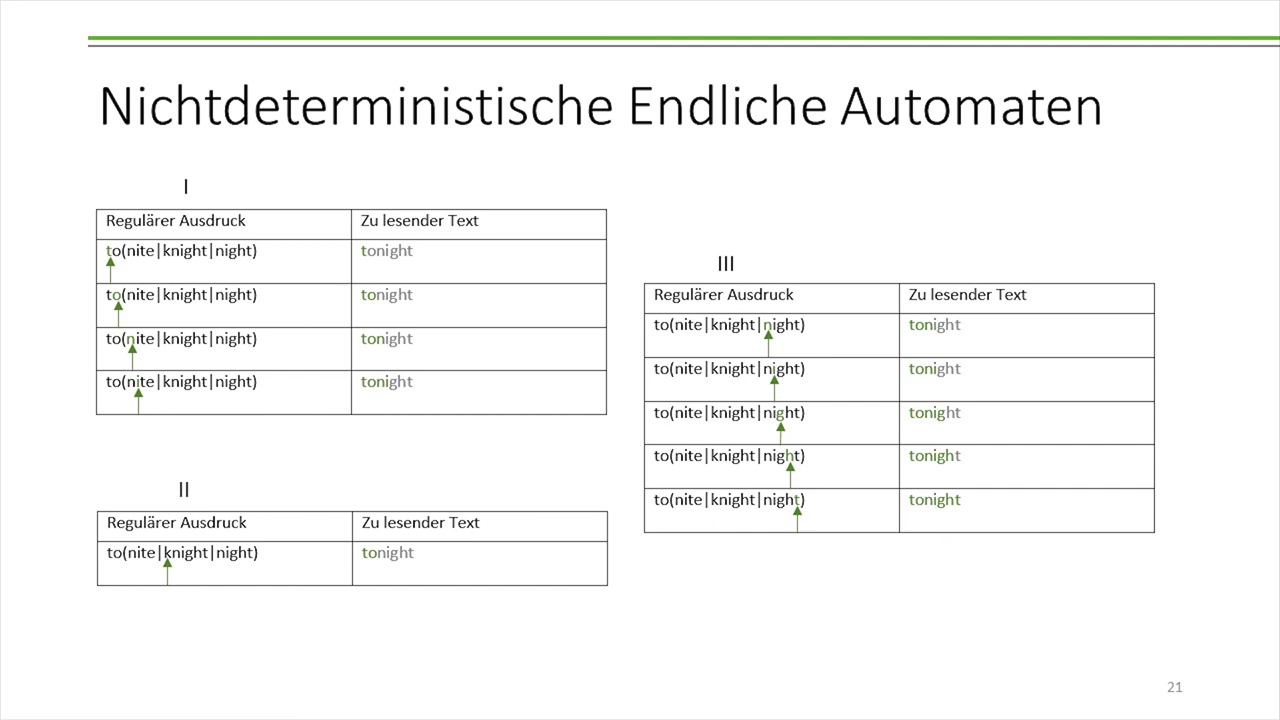 Nichtdeterministische Endliche Automaten
I
Regulärer Ausdruck Zu lesender Text
to(nite|knight|night) tonight
to(nite|knight|night) tonight
to(nite|knight|night) tonight
to(nite|knight|night) tonight
II
Regulärer Ausdruck Zu lesender Text
to(nite|knight|night) tonight
III
Regulärer Ausdruck Zu lesender Text
to(nite|knight|night) tonight
to(nite|knight|night) tonight
to(nite|knight|night) tonight
to(nite|knight|night) tonight
to(nite|knight|night) tonight
21